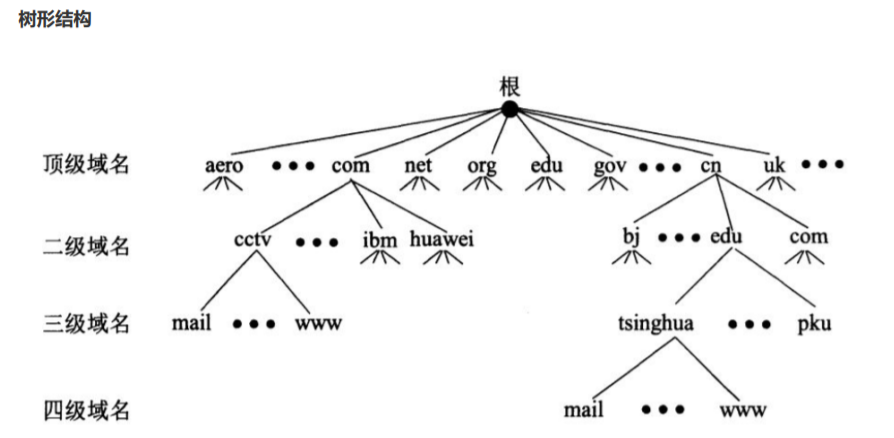 树形结构
根
顶级域名 aero ••• com net org edu gov ••• cn uk •••
二级域名 cctv ••• ibm huawei bj ••• edu com
三级域名 mail ••• www tsinghua ••• pku
四级域名 mail ••• www